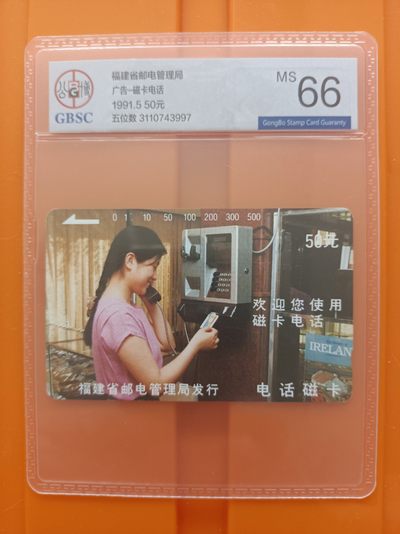 公博
GBSC
福建省邮电管理局
广告-磁卡电话
1991.5 50元
五位数 3110743997
MS
66
GongBo Stamp Card Guaranty
0 1 10 50 100 200 300 500
50元
欢迎您使用
磁卡电话
IRELAN
福建省邮电管理局发行
电话磁卡